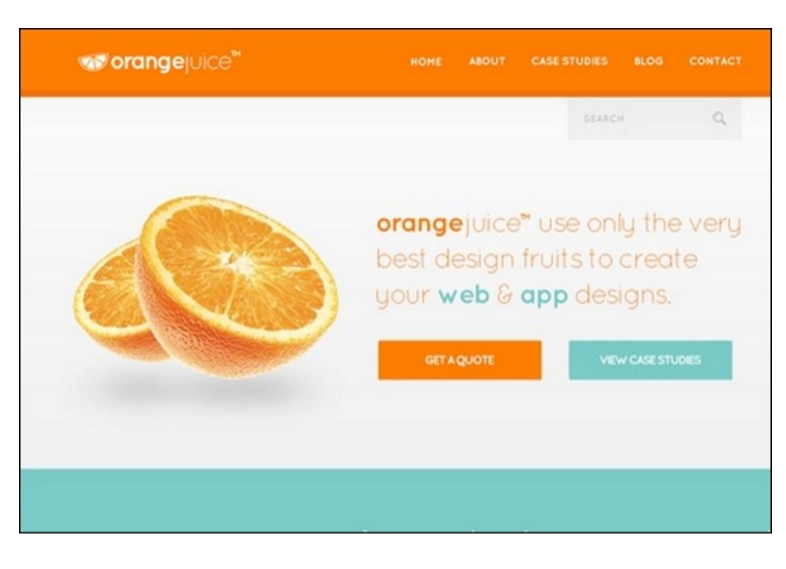 orangejuice™
HOME ABOUT CASE STUDIES BLOG CONTACT
SEARCH
orangejuice™ use only the very
best design fruits to create
your web & app designs.
GET A QUOTE VIEW CASE STUDIES